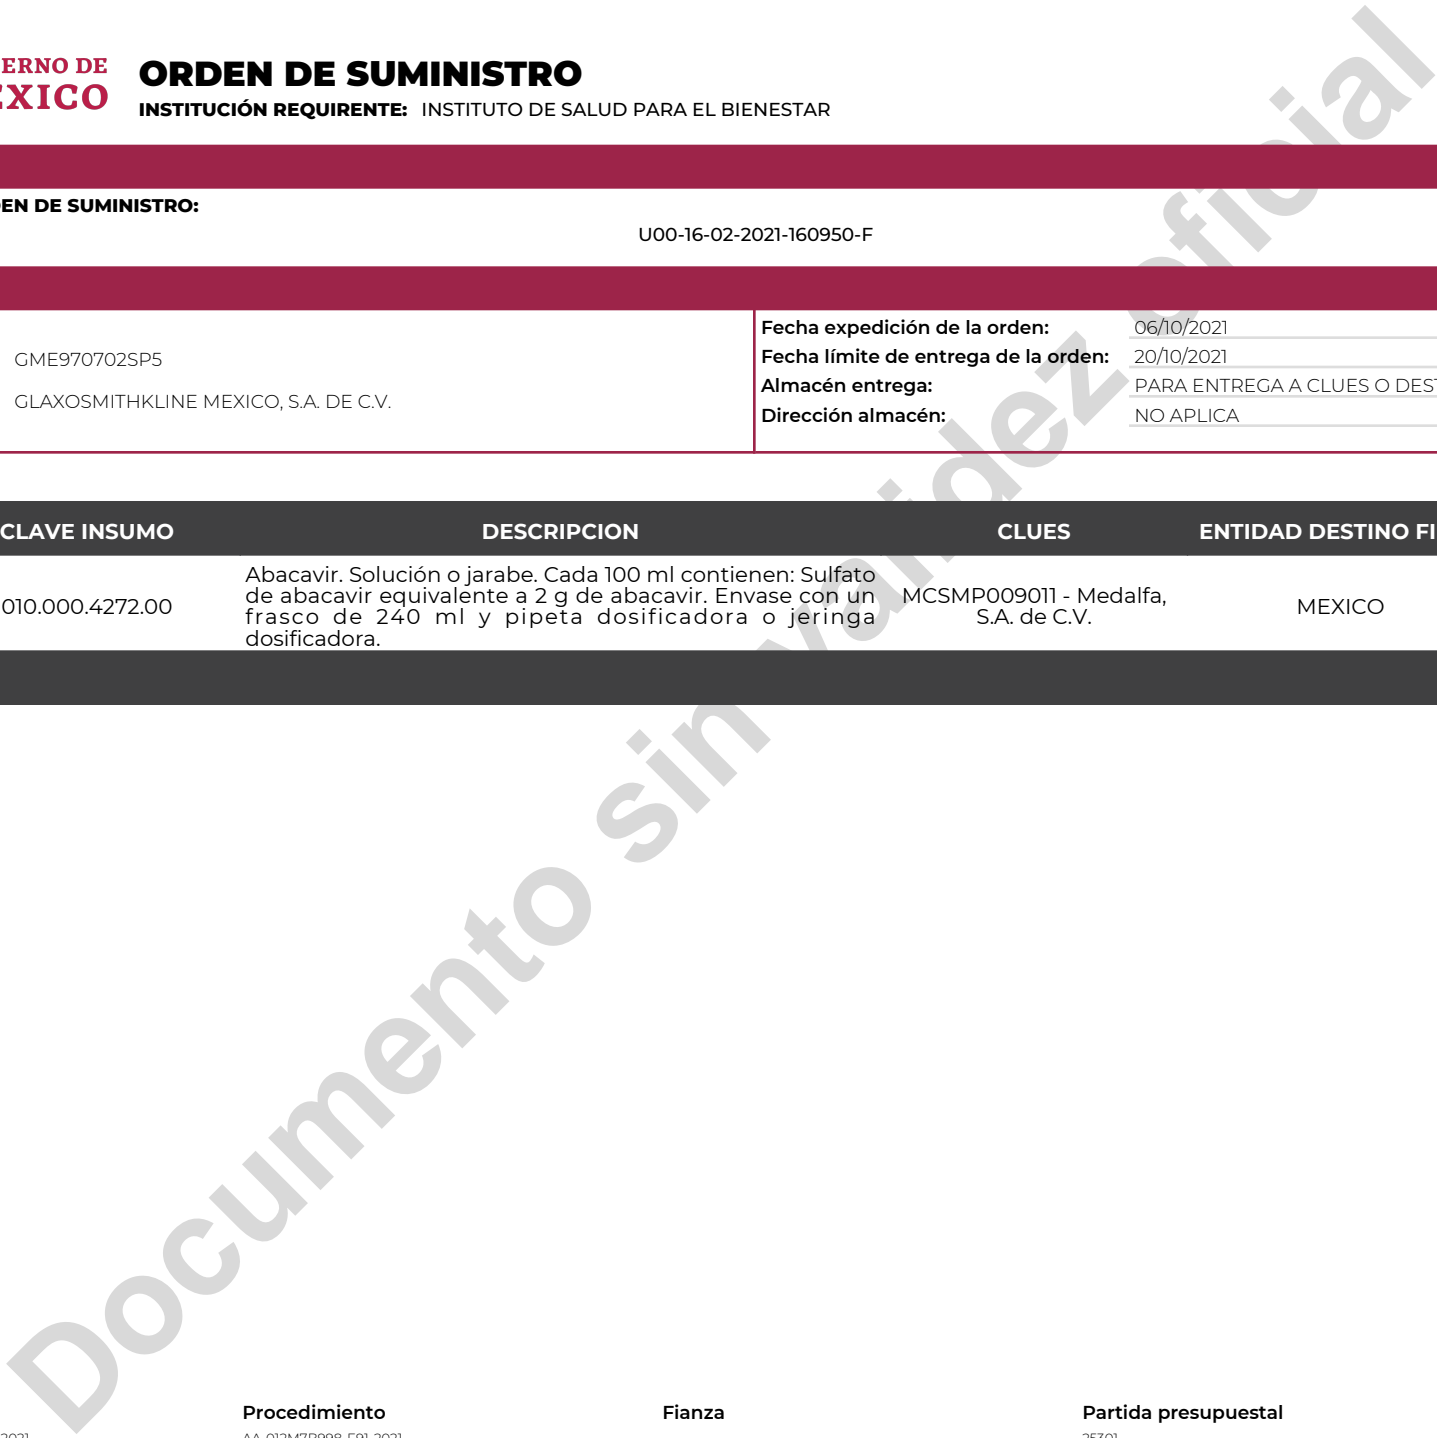 ERNO DE
EXICO
ORDEN DE SUMINISTRO
INSTITUCIÓN REQUIRENTE: INSTITUTO DE SALUD PARA EL BIENESTAR
EN DE SUMINISTRO:
U00-16-02-2021-160950-F
GME970702SP5
GLAXOSMITHKLINE MEXICO, S.A. DE C.V.
Fecha expedición de la orden: 06/10/2021
Fecha límite de entrega de la orden: 20/10/2021
Almacén entrega: PARA ENTREGA A CLUES O DEST
Dirección almacén: NO APLICA
CLAVE INSUMO DESCRIPCION CLUES ENTIDAD DESTINO FI
010.000.4272.00
Abacavir. Solución o jarabe. Cada 100 ml contienen: Sulfato
de abacavir equivalente a 2 g de abacavir. Envase con un
frasco de 240 ml y pipeta dosificadora o jeringa
dosificadora.
MCSMP009011 - Medalfa,
S.A. de C.V.
MEXICO
Documento sin validez oficial
Procedimiento Fianza Partida presupuestal